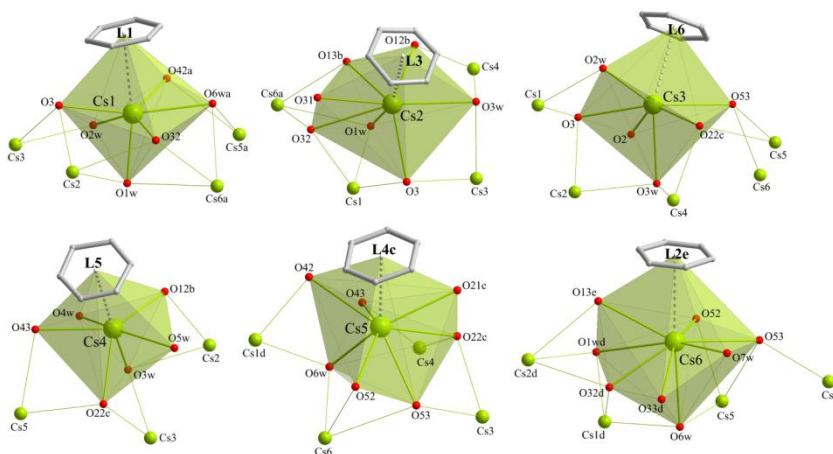 L1
O42a
O3
Cs1
O6wa
O2w
O32
Cs3
Cs5a
Cs2
O1w
Cs6a
O12b
L3
O13b
Cs4
Cs6a
O31
Cs2
O3w
O32
O1w
Cs1
O3
Cs3
L6
O2w
Cs1
Cs3
O53
O3
O2
O22c
Cs5
Cs2
O3w
Cs6
Cs4
L5
O12b
O4w
O43
Cs4
O5w
O3w
Cs2
Cs5
O22c
Cs3
L4c
O42
O21c
O43
Cs5
O22c
Cs1d
Cs4
O6w
O52
O53
Cs3
Cs6
L2e
O13e
O52
O53
O1wd
Cs6
O7w
Cs2d
O32d
Cs
O33d
Cs5
Cs1d
O6w